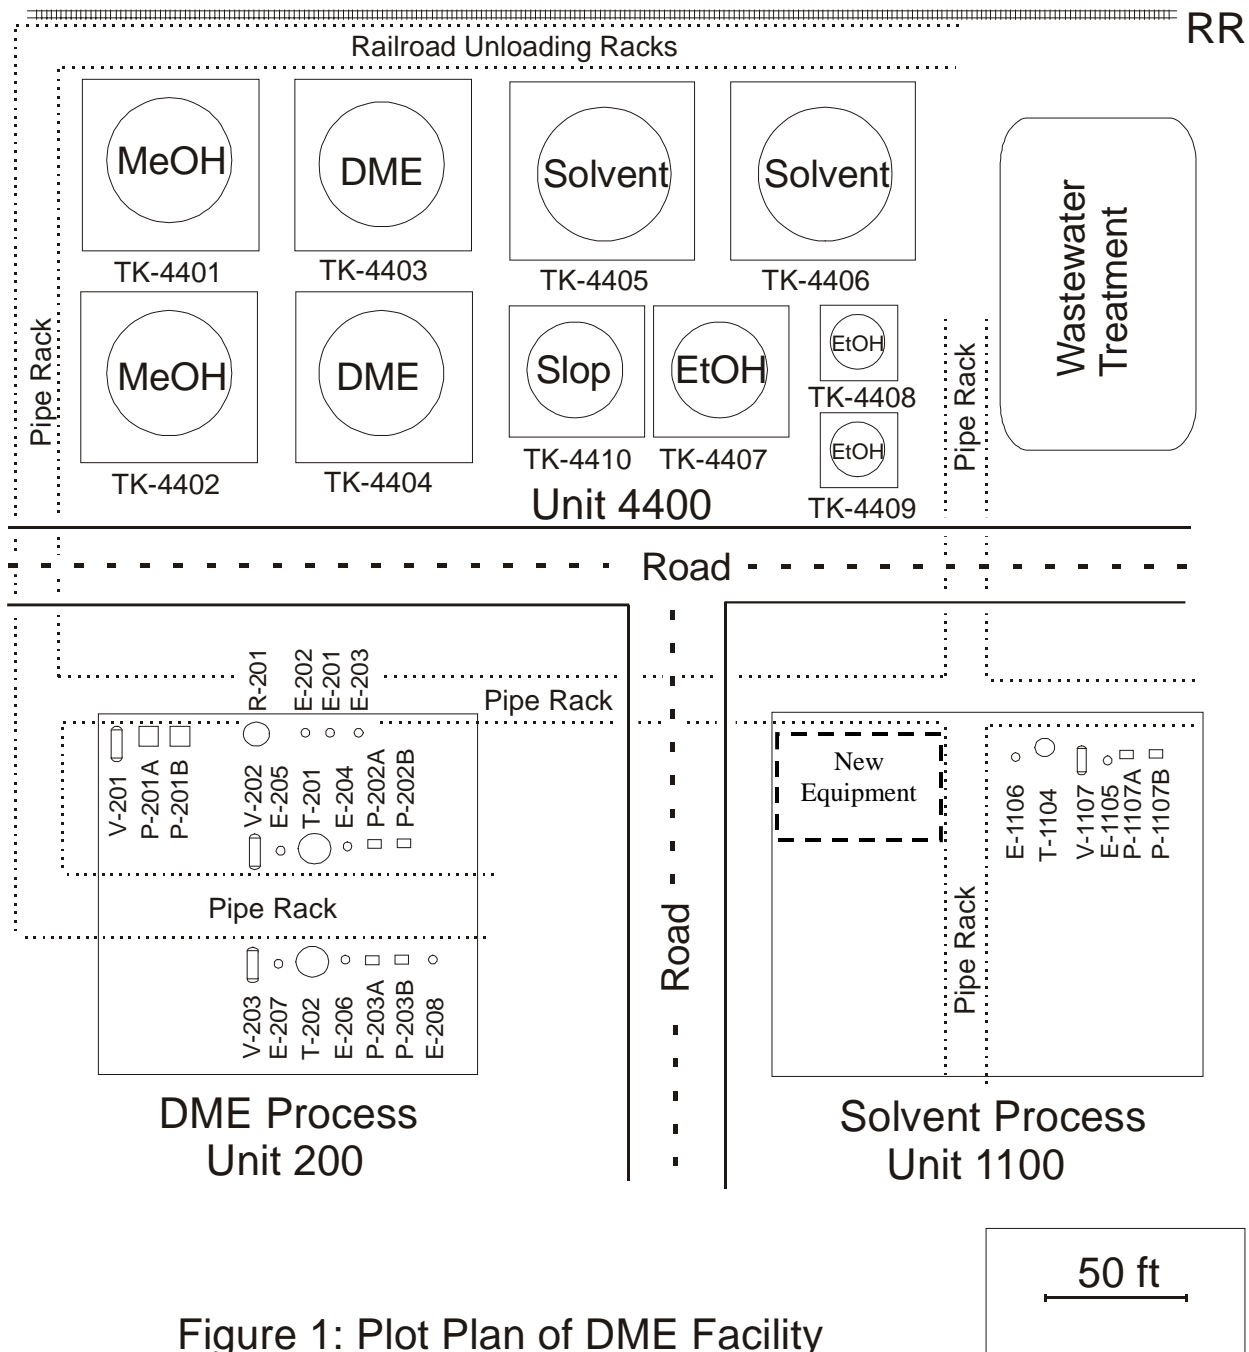 RR
Railroad Unloading Racks
MeOH
DME
Solvent
Solvent
TK-4401
TK-4403
TK-4405
TK-4406
Wastewater
Treatment
Pipe Rack
MeOH
DME
Slop
EtOH
EtOH
TK-4408
EtOH
Pipe Rack
TK-4402
TK-4404
TK-4410
TK-4407
TK-4409
Unit 4400
Road
R-201
E-202
E-201
E-203
Pipe Rack
V-201
P-201A
P-201B
V-202
E-205
T-201
E-204
P-202A
P-202B
New
Equipment
E-1106
T-1104
V-1107
E-1105
P-1107A
P-1107B
Pipe Rack
Road
Pipe Rack
V-203
E-207
T-202
E-206
P-203A
P-203B
E-208
DME Process
Unit 200
Solvent Process
Unit 1100
50 ft
Figure 1: Plot Plan of DME Facility